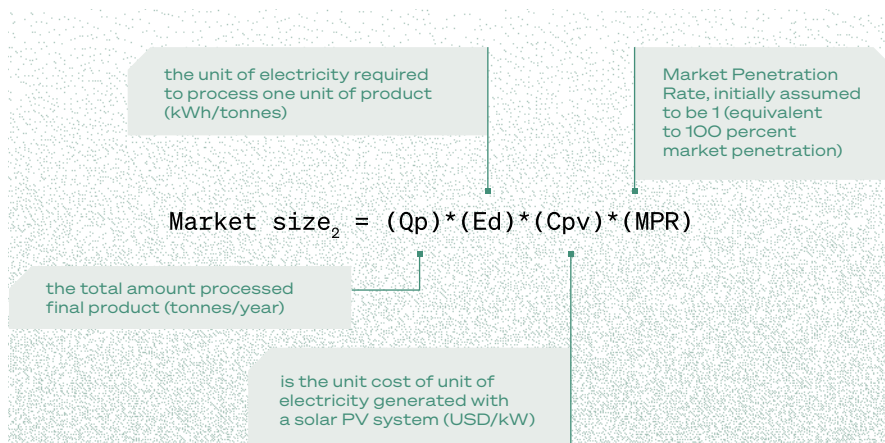 the unit of electricity required
to process one unit of product
(kWh/tonnes)
Market Penetration
Rate, initially assumed
to be 1 (equivalent
to 100 percent
market penetration)
Market size₂ = (Qp)*(Ed)*(Cpv)*(MPR)
the total amount processed
final product (tonnes/year)
is the unit cost of unit of
electricity generated with
a solar PV system (USD/kW)